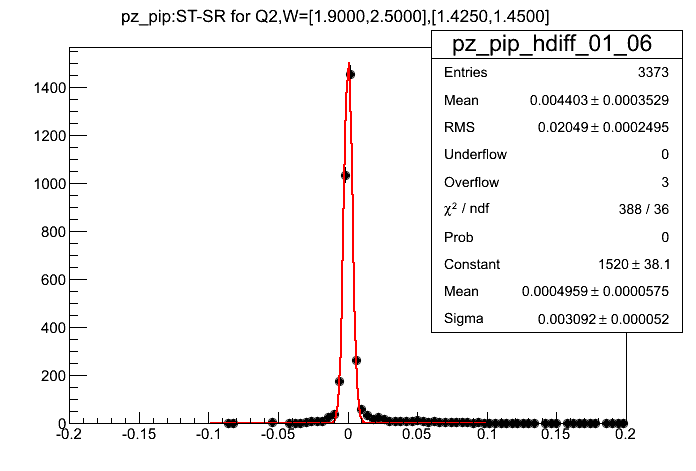 pz_pip:ST-SR for Q2,W=[1.9000,2.5000],[1.4250,1.4500]
pz_pip_hdiff_01_06
Entries 3373
Mean 0.004403 ± 0.0003529
RMS 0.02049 ± 0.0002495
Underflow 0
Overflow 3
χ² / ndf 388 / 36
Prob 0
Constant 1520 ± 38.1
Mean 0.0004959 ± 0.0000575
Sigma 0.003092 ± 0.000052
1400
1200
1000
800
600
400
200
0
-0.2 -0.15 -0.1 -0.05 0 0.05 0.1 0.15 0.2